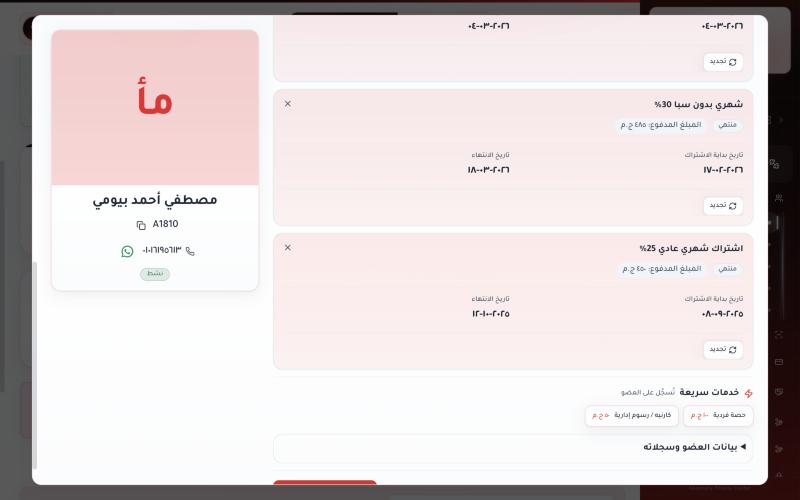 ٢٠٢٦-٠٣-٠٤
٢٠٢٦-٠٣-٠٤
تجديد
شهري بدون سبا 30%
منتهي
المبلغ المدفوع: ٤٨٥ ج.م
تاريخ بداية الاشتراك
تاريخ الانتهاء
٢٠٢٦-٠٢-١٧
٢٠٢٦-٠٣-١٨
تجديد
اشتراك شهري عادي 25%
منتهي
المبلغ المدفوع: ٤٥٠ ج.م
تاريخ بداية الاشتراك
تاريخ الانتهاء
٢٠٢٥-٠٩-٠٨
٢٠٢٥-١٠-١٢
تجديد
خدمات سريعة تُسجَّل على العضو
حصة فردية ١٠٠ ج.م
كارنيه / رسوم إدارية ٥٠ ج.م
بيانات العضو وسجلاته
مأ
مصطفي أحمد بيومي
A1810
٠١٠١٦١٩٥٦١٣
نشط